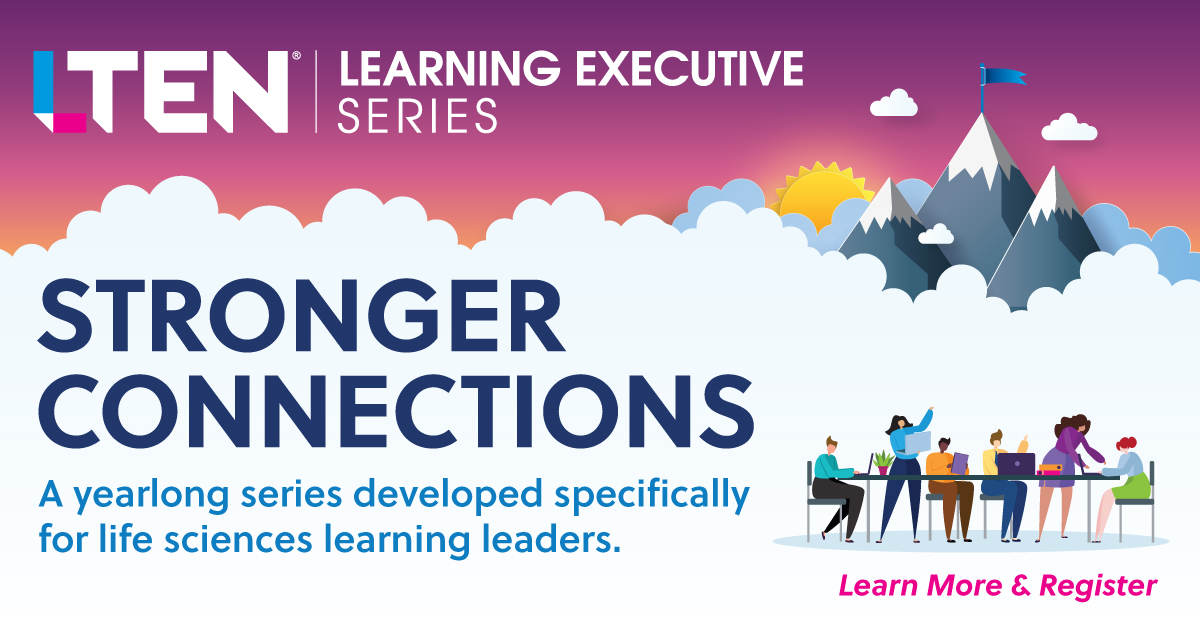 LTEN®
LEARNING EXECUTIVE
SERIES
STRONGER
CONNECTIONS
A yearlong series developed specifically
for life sciences learning leaders.
Learn More & Register